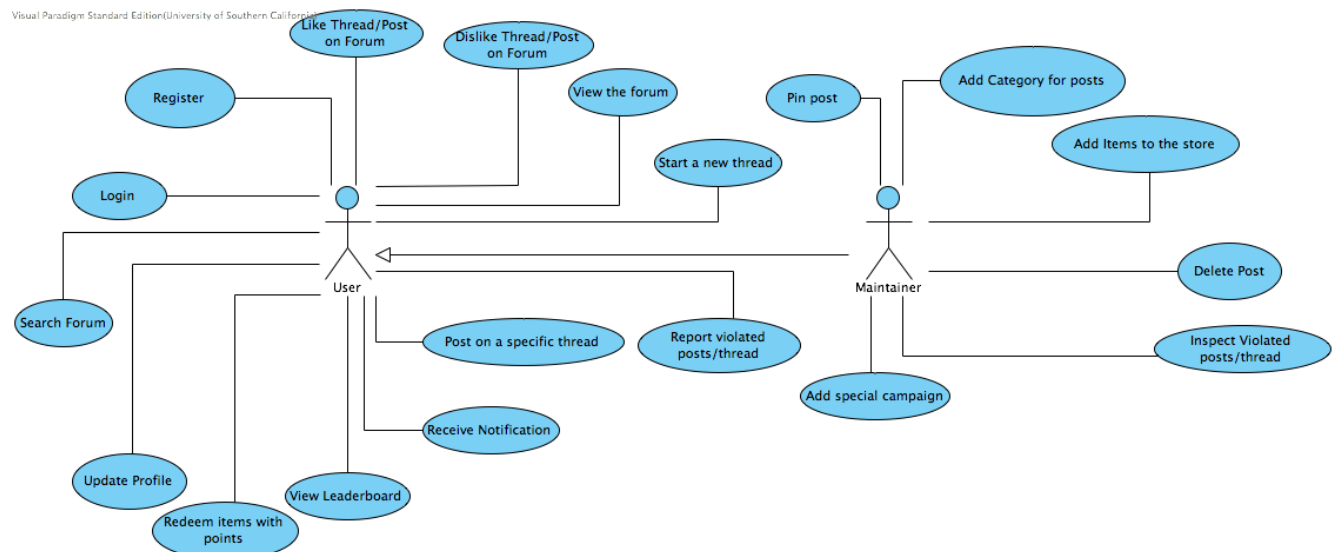 Visual Paradigm Standard Edition(University of Southern California)
Like Thread/Post
on Forum
Dislike Thread/Post
on Forum
Register
View the forum
Pin post
Add Category for posts
Add Items to the store
Start a new thread
Login
User
Maintainer
Delete Post
Search Forum
Post on a specific thread
Report violated
posts/thread
Inspect Violated
posts/thread
Add special campaign
Receive Notification
Update Profile
View Leaderboard
Redeem items with
points